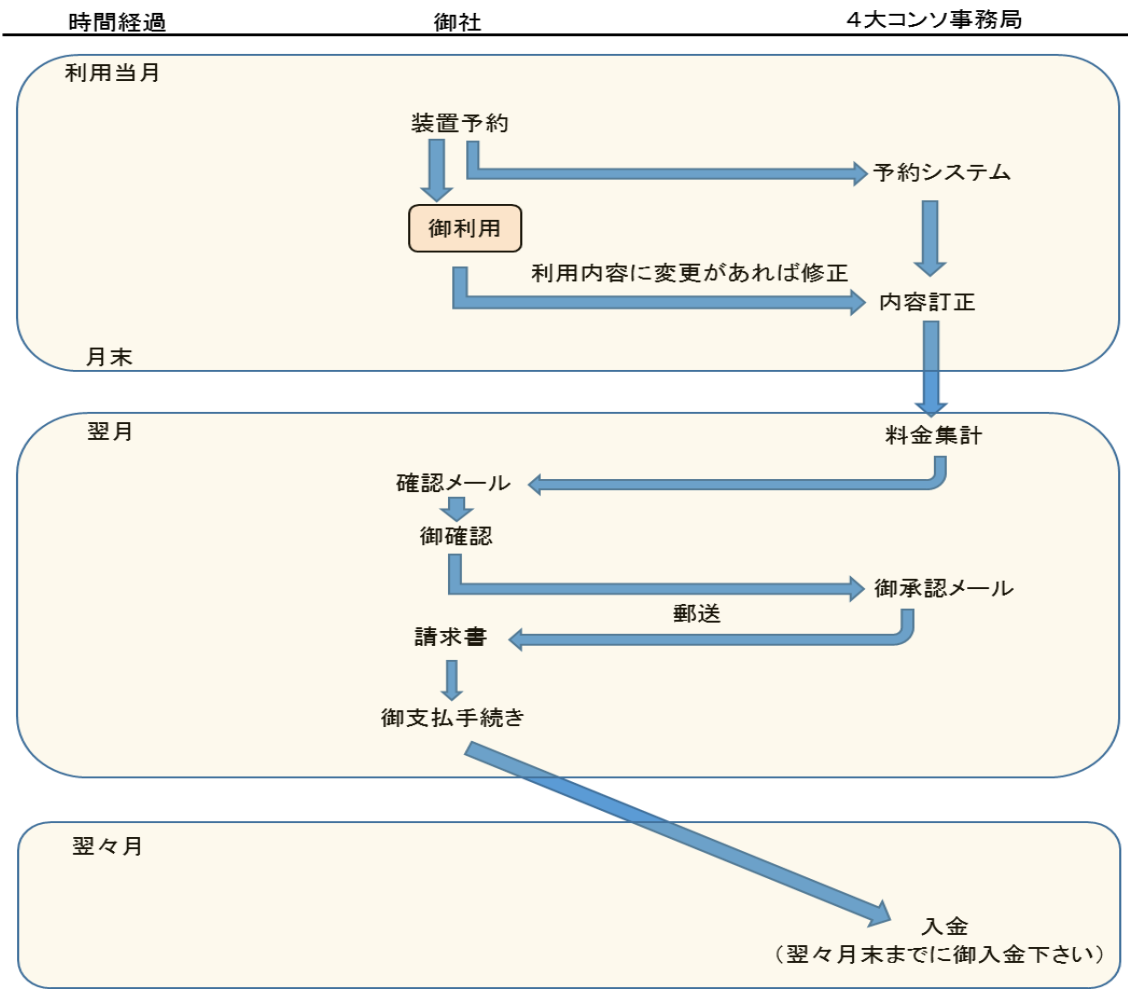 時間経過 御社 4大コンソ事務局
利用当月
装置予約
予約システム
御利用
利用内容に変更があれば修正
内容訂正
月末
翌月
料金集計
確認メール
御確認
御承認メール
郵送
請求書
御支払手続き
翌々月
入金
（翌々月末までに御入金下さい）